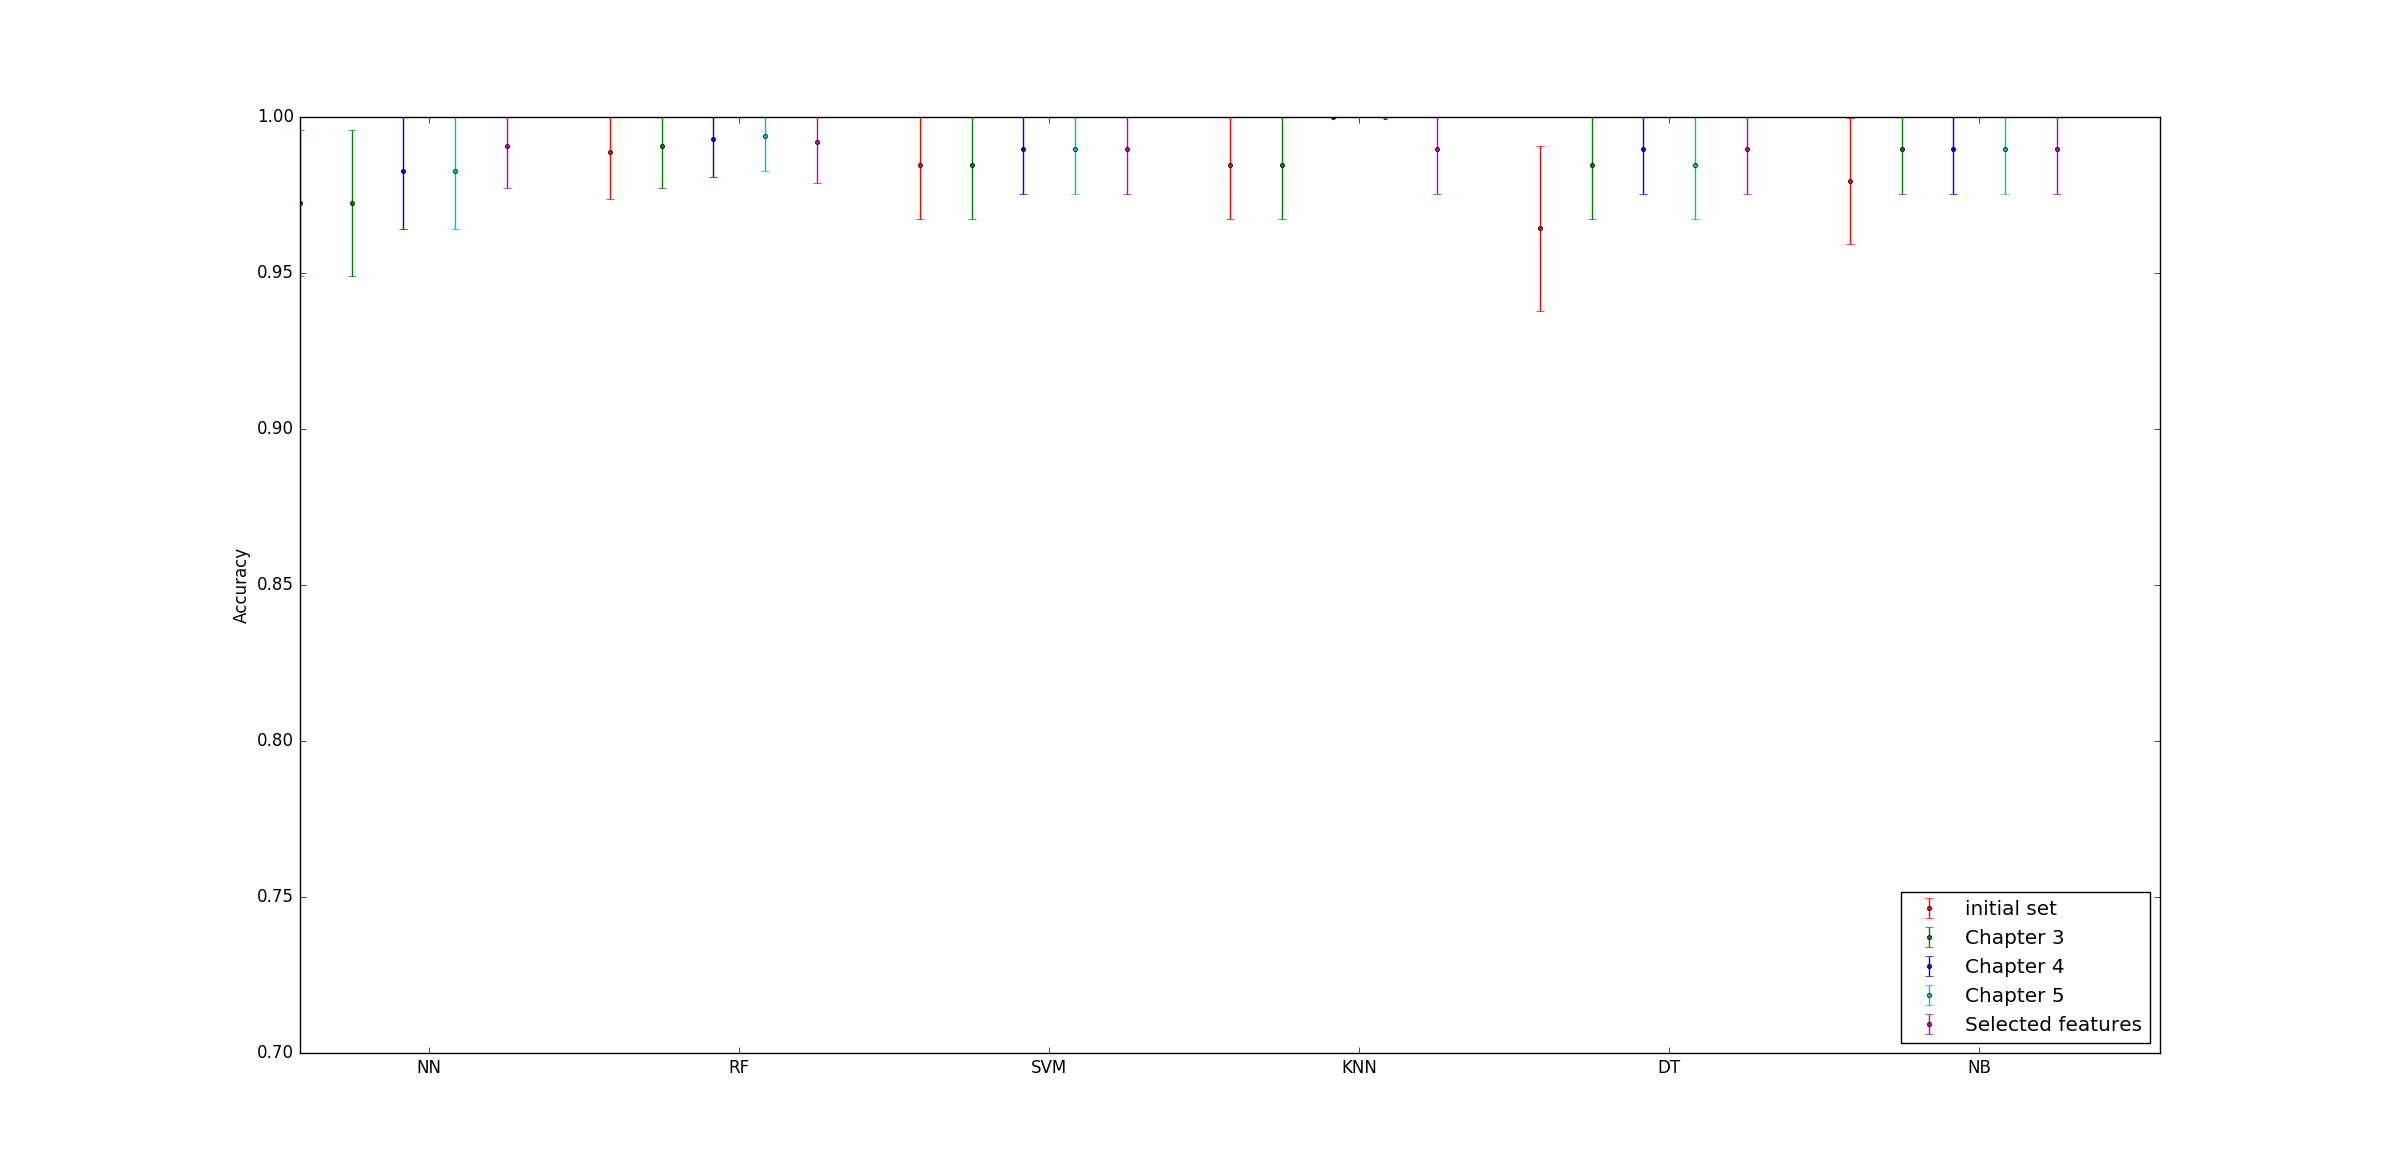 1.00
0.95
0.90
0.85
0.80
0.75
0.70
Accuracy
NN RF SVM KNN DT NB
initial set
Chapter 3
Chapter 4
Chapter 5
Selected features